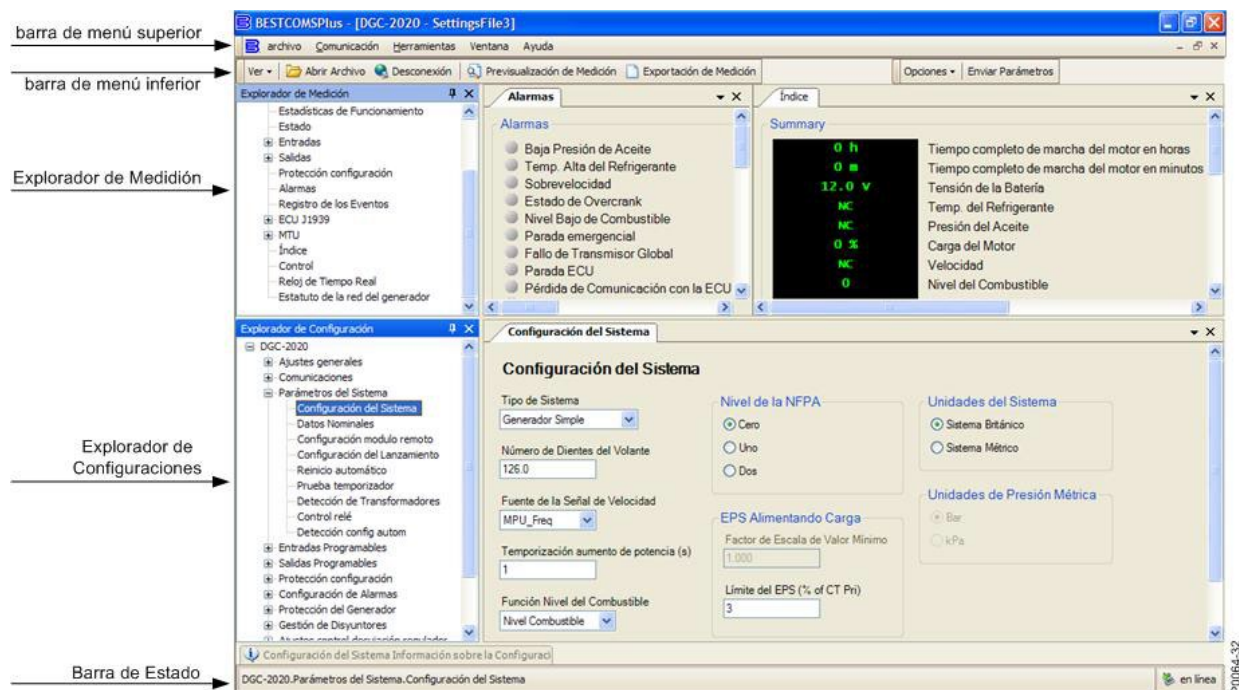 barra de menú superior
barra de menú inferior
Explorador de Medidión
Explorador de
Configuraciones
Barra de Estado
BESTCOMSPlus - [DGC-2020 - SettingsFile3]
archivo Comunicación Herramientas Ventana Ayuda
Ver Abrir Archivo Desconexión Previsualización de Medición Exportación de Medición Opciones Enviar Parámetros
Explorador de Medición
Estadísticas de Funcionamiento
Estado
Entradas
Salidas
Protección configuración
Alarmas
Registro de los Eventos
ECU J1939
MTU
Índice
Control
Reloj de Tiempo Real
Estatuto de la red del generador
Alarmas
Alarmas
Baja Presión de Aceite
Temp. Alta del Refrigerante
Sobrevelocidad
Estado de Overcrank
Nivel Bajo de Combustible
Parada emergencial
Fallo de Transmisor Global
Parada ECU
Pérdida de Comunicación con la ECU
Índice
Summary
0 h Tiempo completo de marcha del motor en horas
0 m Tiempo completo de marcha del motor en minutos
12.0 V Tensión de la Batería
NC Temp. del Refrigerante
NC Presión del Aceite
0 % Carga del Motor
NC Velocidad
0 Nivel del Combustible
Explorador de Configuración
DGC-2020
Ajustes generales
Comunicaciones
Parámetros del Sistema
Configuración del Sistema
Datos Nominales
Configuración modulo remoto
Configuración del Lanzamiento
Reinicio automático
Prueba temporizador
Detección de Transformadores
Control relé
Detección config autom
Entradas Programables
Salidas Programables
Protección configuración
Configuración de Alarmas
Protección del Generador
Gestión de Disyuntores
Ajustes control desviación regulador
Configuración del Sistema
Configuración del Sistema
Tipo de Sistema
Generador Simple
Número de Dientes del Volante
126.0
Fuente de la Señal de Velocidad
MPU_Freq
Temporización aumento de potencia (s)
1
Función Nivel del Combustible
Nivel Combustible
Nivel de la NFPA
Cero
Uno
Dos
EPS Alimentando Carga
Factor de Escala de Valor Mínimo
1.000
Límite del EPS (% of CT Pri)
3
Unidades del Sistema
Sistema Británico
Sistema Métrico
Unidades de Presión Métrica
Bar
kPa
Configuración del Sistema Información sobre la Configuraci
DGC-2020.Parámetros del Sistema.Configuración del Sistema
en línea